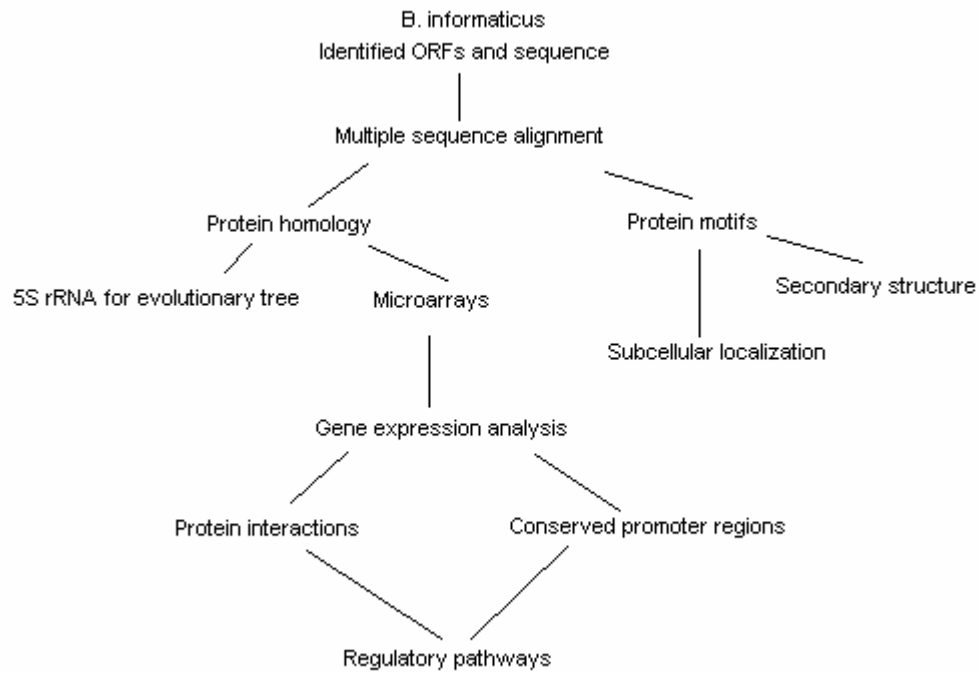 B. informaticus
Identified ORFs and sequence
Multiple sequence alignment
Protein homology
Protein motifs
5S rRNA for evolutionary tree
Microarrays
Secondary structure
Subcellular localization
Gene expression analysis
Protein interactions
Conserved promoter regions
Regulatory pathways